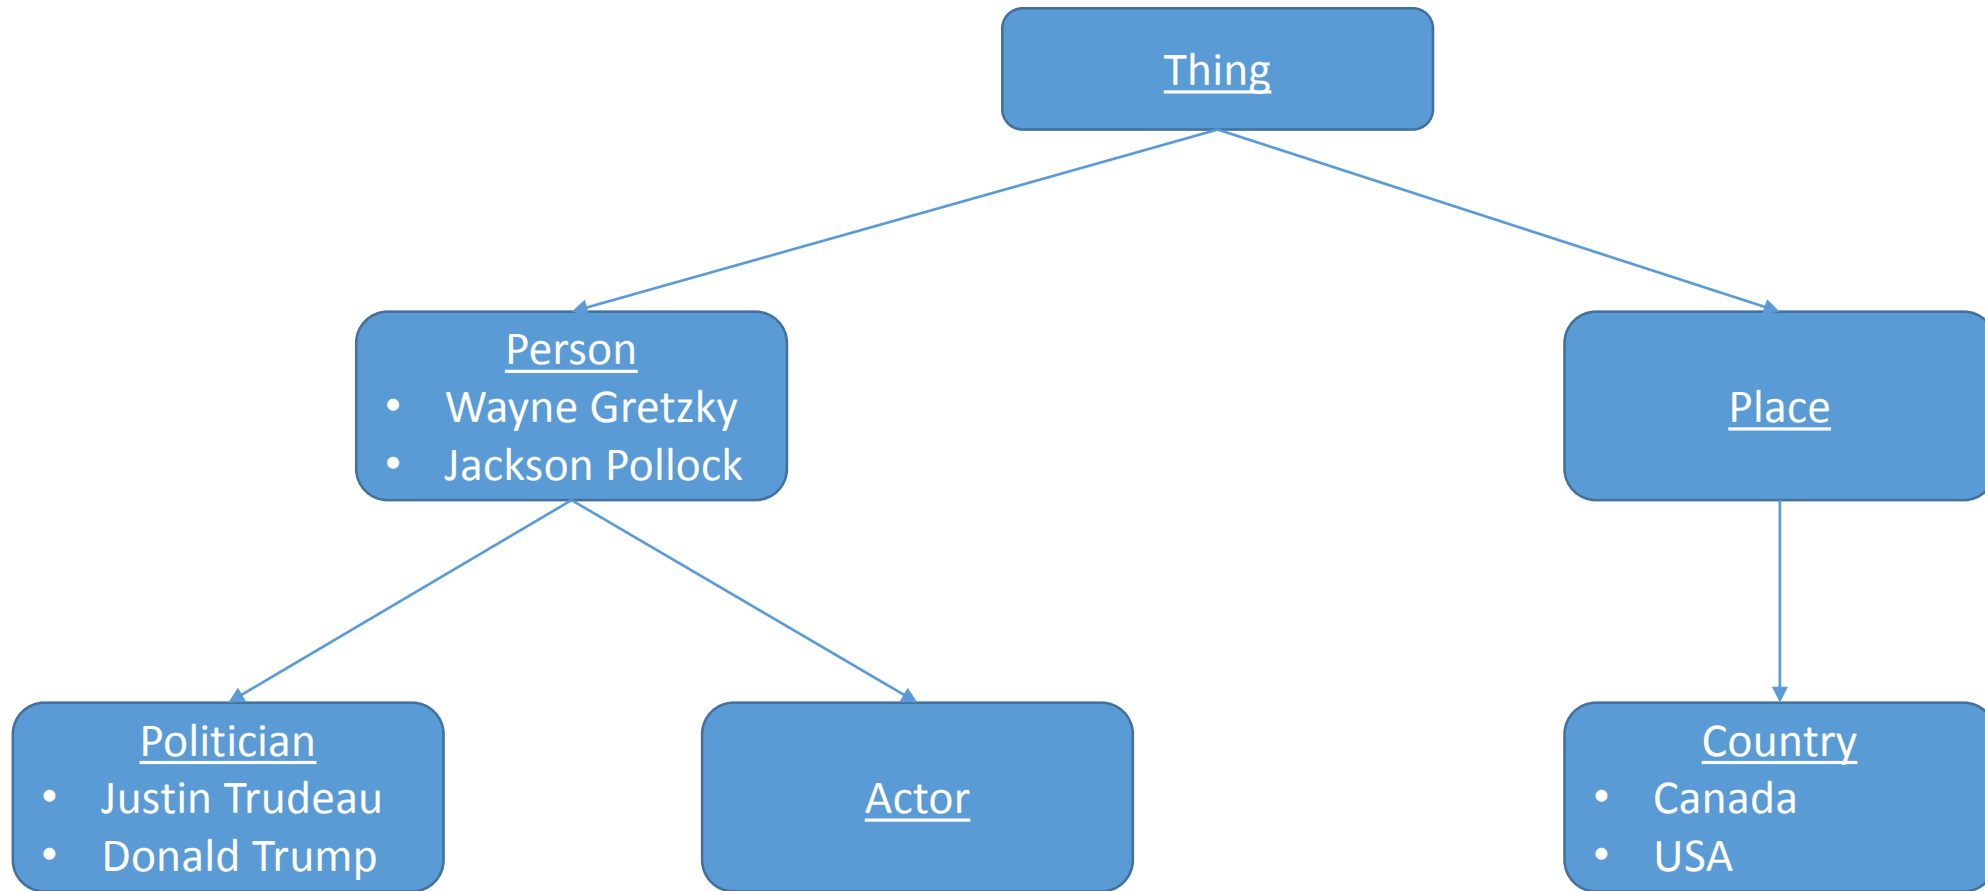 Thing
Person
• Wayne Gretzky
• Jackson Pollock
Place
Politician
• Justin Trudeau
• Donald Trump
Actor
Country
• Canada
• USA